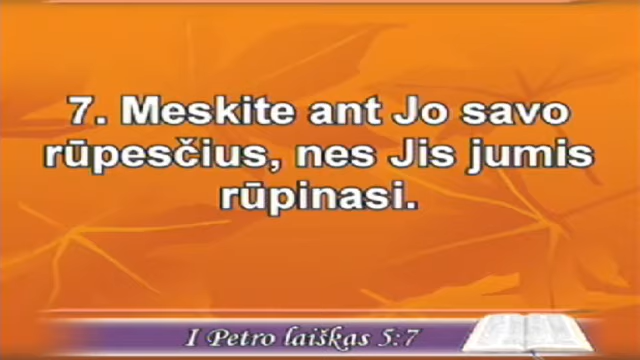 7. Meskite ant Jo savo
rūpesčius, nes Jis jumis
rūpinasi.
I Petro laiškas 5:7